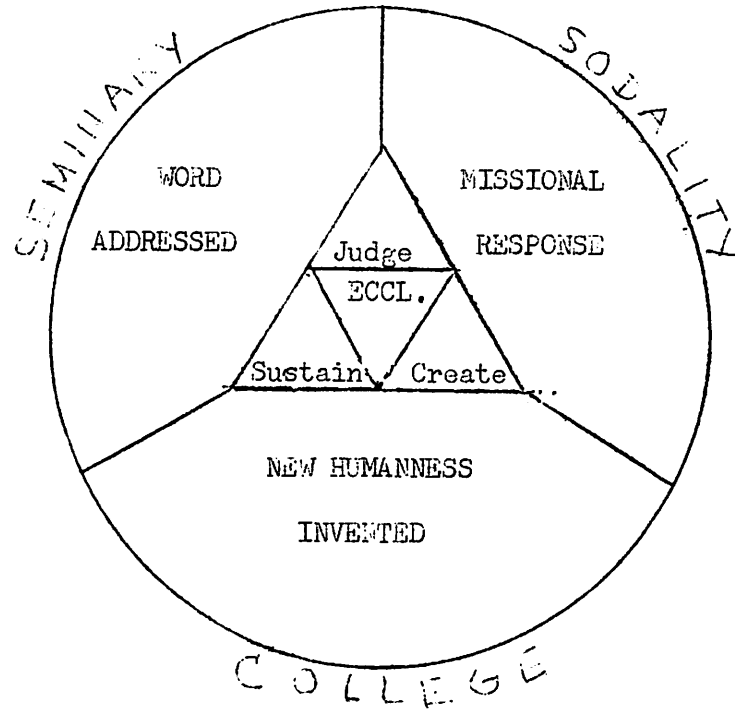 SEMINARY
SODALITY
WORD
ADDRESSED
MISSIONAL
RESPONSE
Judge
ECCL.
Sustain
Create
NEW HUMANNESS
INVENTED
COLLEGE